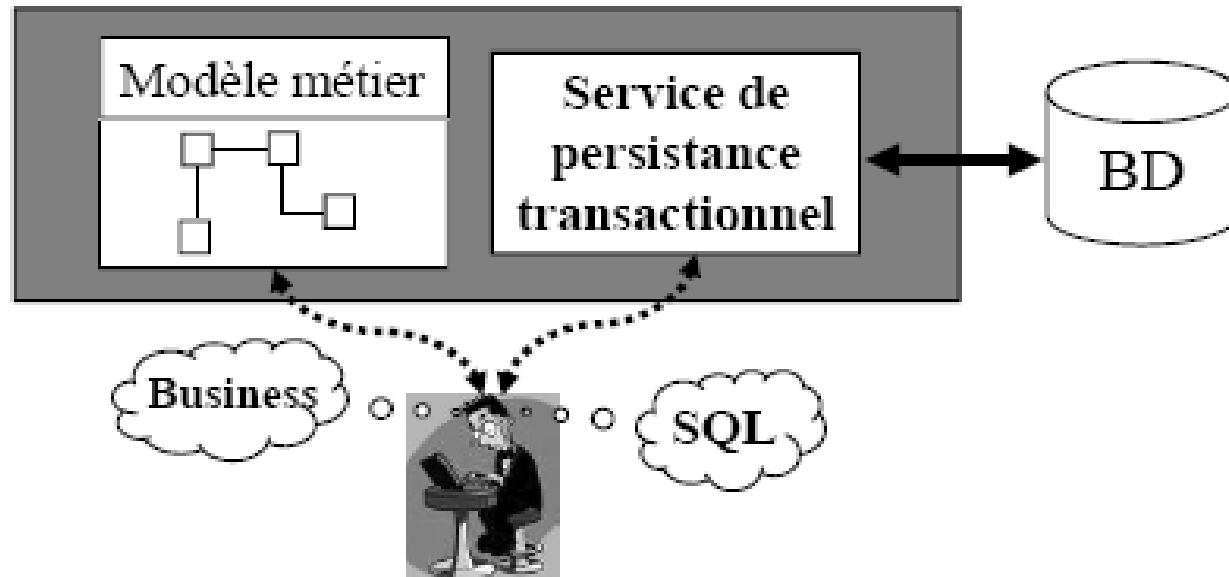 Modèle métier
Service de
persistance
transactionnel
BD
Business
SQL